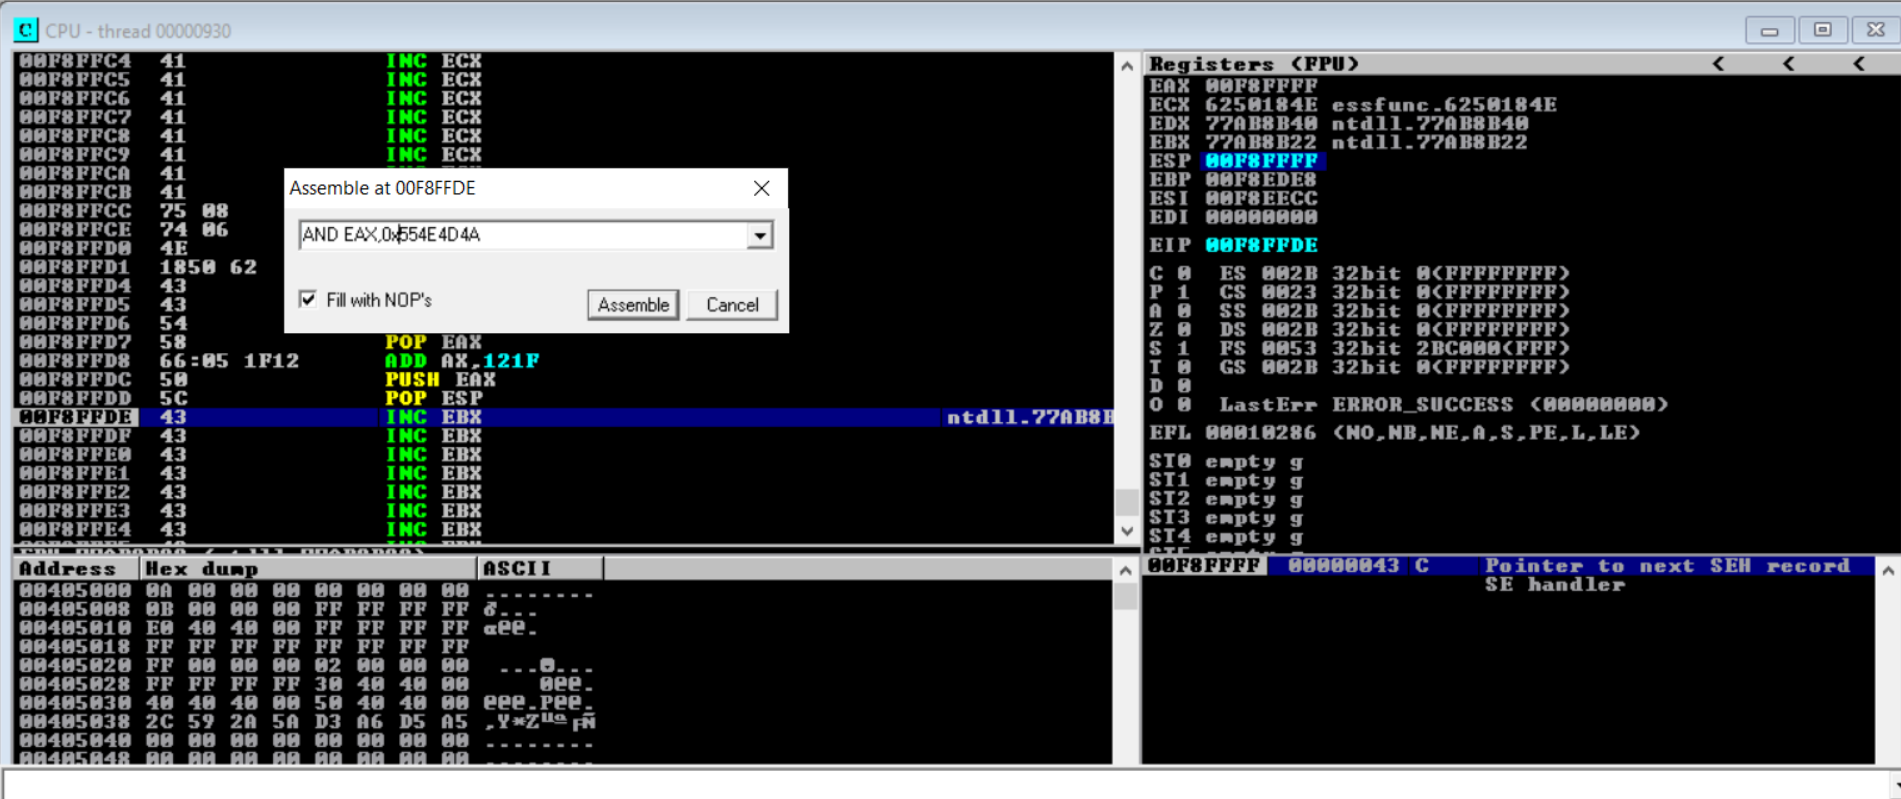 CPU - thread 00000930
00F8FFC4 41 INC ECX
00F8FFC5 41 INC ECX
00F8FFC6 41 INC ECX
00F8FFC7 41 INC ECX
00F8FFC8 41 INC ECX
00F8FFC9 41 INC ECX
00F8FFCA 41
00F8FFCB 41
00F8FFCC 75 08
00F8FFCE 74 06
00F8FFD0 4E
00F8FFD1 1850 62
00F8FFD4 43
00F8FFD5 43
00F8FFD6 54
00F8FFD7 58 POP EAX
00F8FFD8 66:05 1F12 ADD AX,121F
00F8FFDC 50 PUSH EAX
00F8FFDD 5C POP ESP
00F8FFDE 43 INC EBX ntdll.77AB8B
00F8FFDF 43 INC EBX
00F8FFE0 43 INC EBX
00F8FFE1 43 INC EBX
00F8FFE2 43 INC EBX
00F8FFE3 43 INC EBX
00F8FFE4 43 INC EBX
Assemble at 00F8FFDE
AND EAX,0x554E4D4A
Fill with NOP's
Assemble Cancel
Registers (FPU) < < <
EAX 00F8FFFF
ECX 6250184E essfunc.6250184E
EDX 77AB8B40 ntdll.77AB8B40
EBX 77AB8B22 ntdll.77AB8B22
ESP 00F8FFFF
EBP 00F8EDE8
ESI 00F8EECC
EDI 00000000
EIP 00F8FFDE
C 0 ES 002B 32bit 0(FFFFFFFF)
P 1 CS 0023 32bit 0(FFFFFFFF)
A 0 SS 002B 32bit 0(FFFFFFFF)
Z 0 DS 002B 32bit 0(FFFFFFFF)
S 1 FS 0053 32bit 2BC000(FFF)
T 0 GS 002B 32bit 0(FFFFFFFF)
D 0
O 0 LastErr ERROR_SUCCESS (00000000)
EFL 00010286 (NO,NB,NE,A,S,PE,L,LE)
ST0 empty g
ST1 empty g
ST2 empty g
ST3 empty g
ST4 empty g
Address Hex dump ASCII
00405000 0A 00 00 00 00 00 00 00 ........
00405008 0B 00 00 00 FF FF FF FF ♂...
00405010 E0 40 40 00 FF FF FF FF α@@.
00405018 FF FF FF FF FF FF FF FF
00405020 FF 00 00 00 02 00 00 00 ...☻...
00405028 FF FF FF FF 30 40 40 00 0@@.
00405030 40 40 40 00 50 40 40 00 @@@.P@@.
00405038 2C 59 2A 5A D3 A6 D5 A5 ,Y*Z╙ª╒Ñ
00405040 00 00 00 00 00 00 00 00 ........
00405048 00 00 00 00 00 00 00 00 ........
00F8FFFF 00000043 C Pointer to next SEH record
SE handler